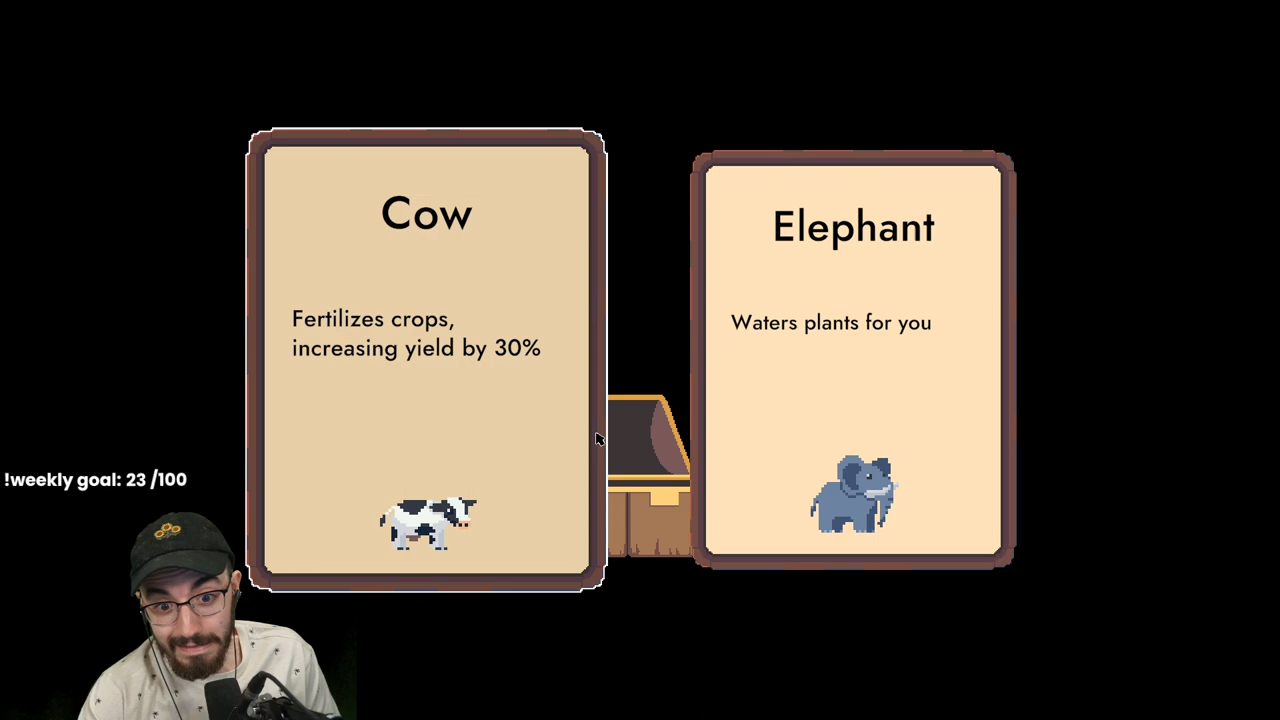 Cow
Fertilizes crops,
increasing yield by 30%
Elephant
Waters plants for you
!weekly goal: 23 /100